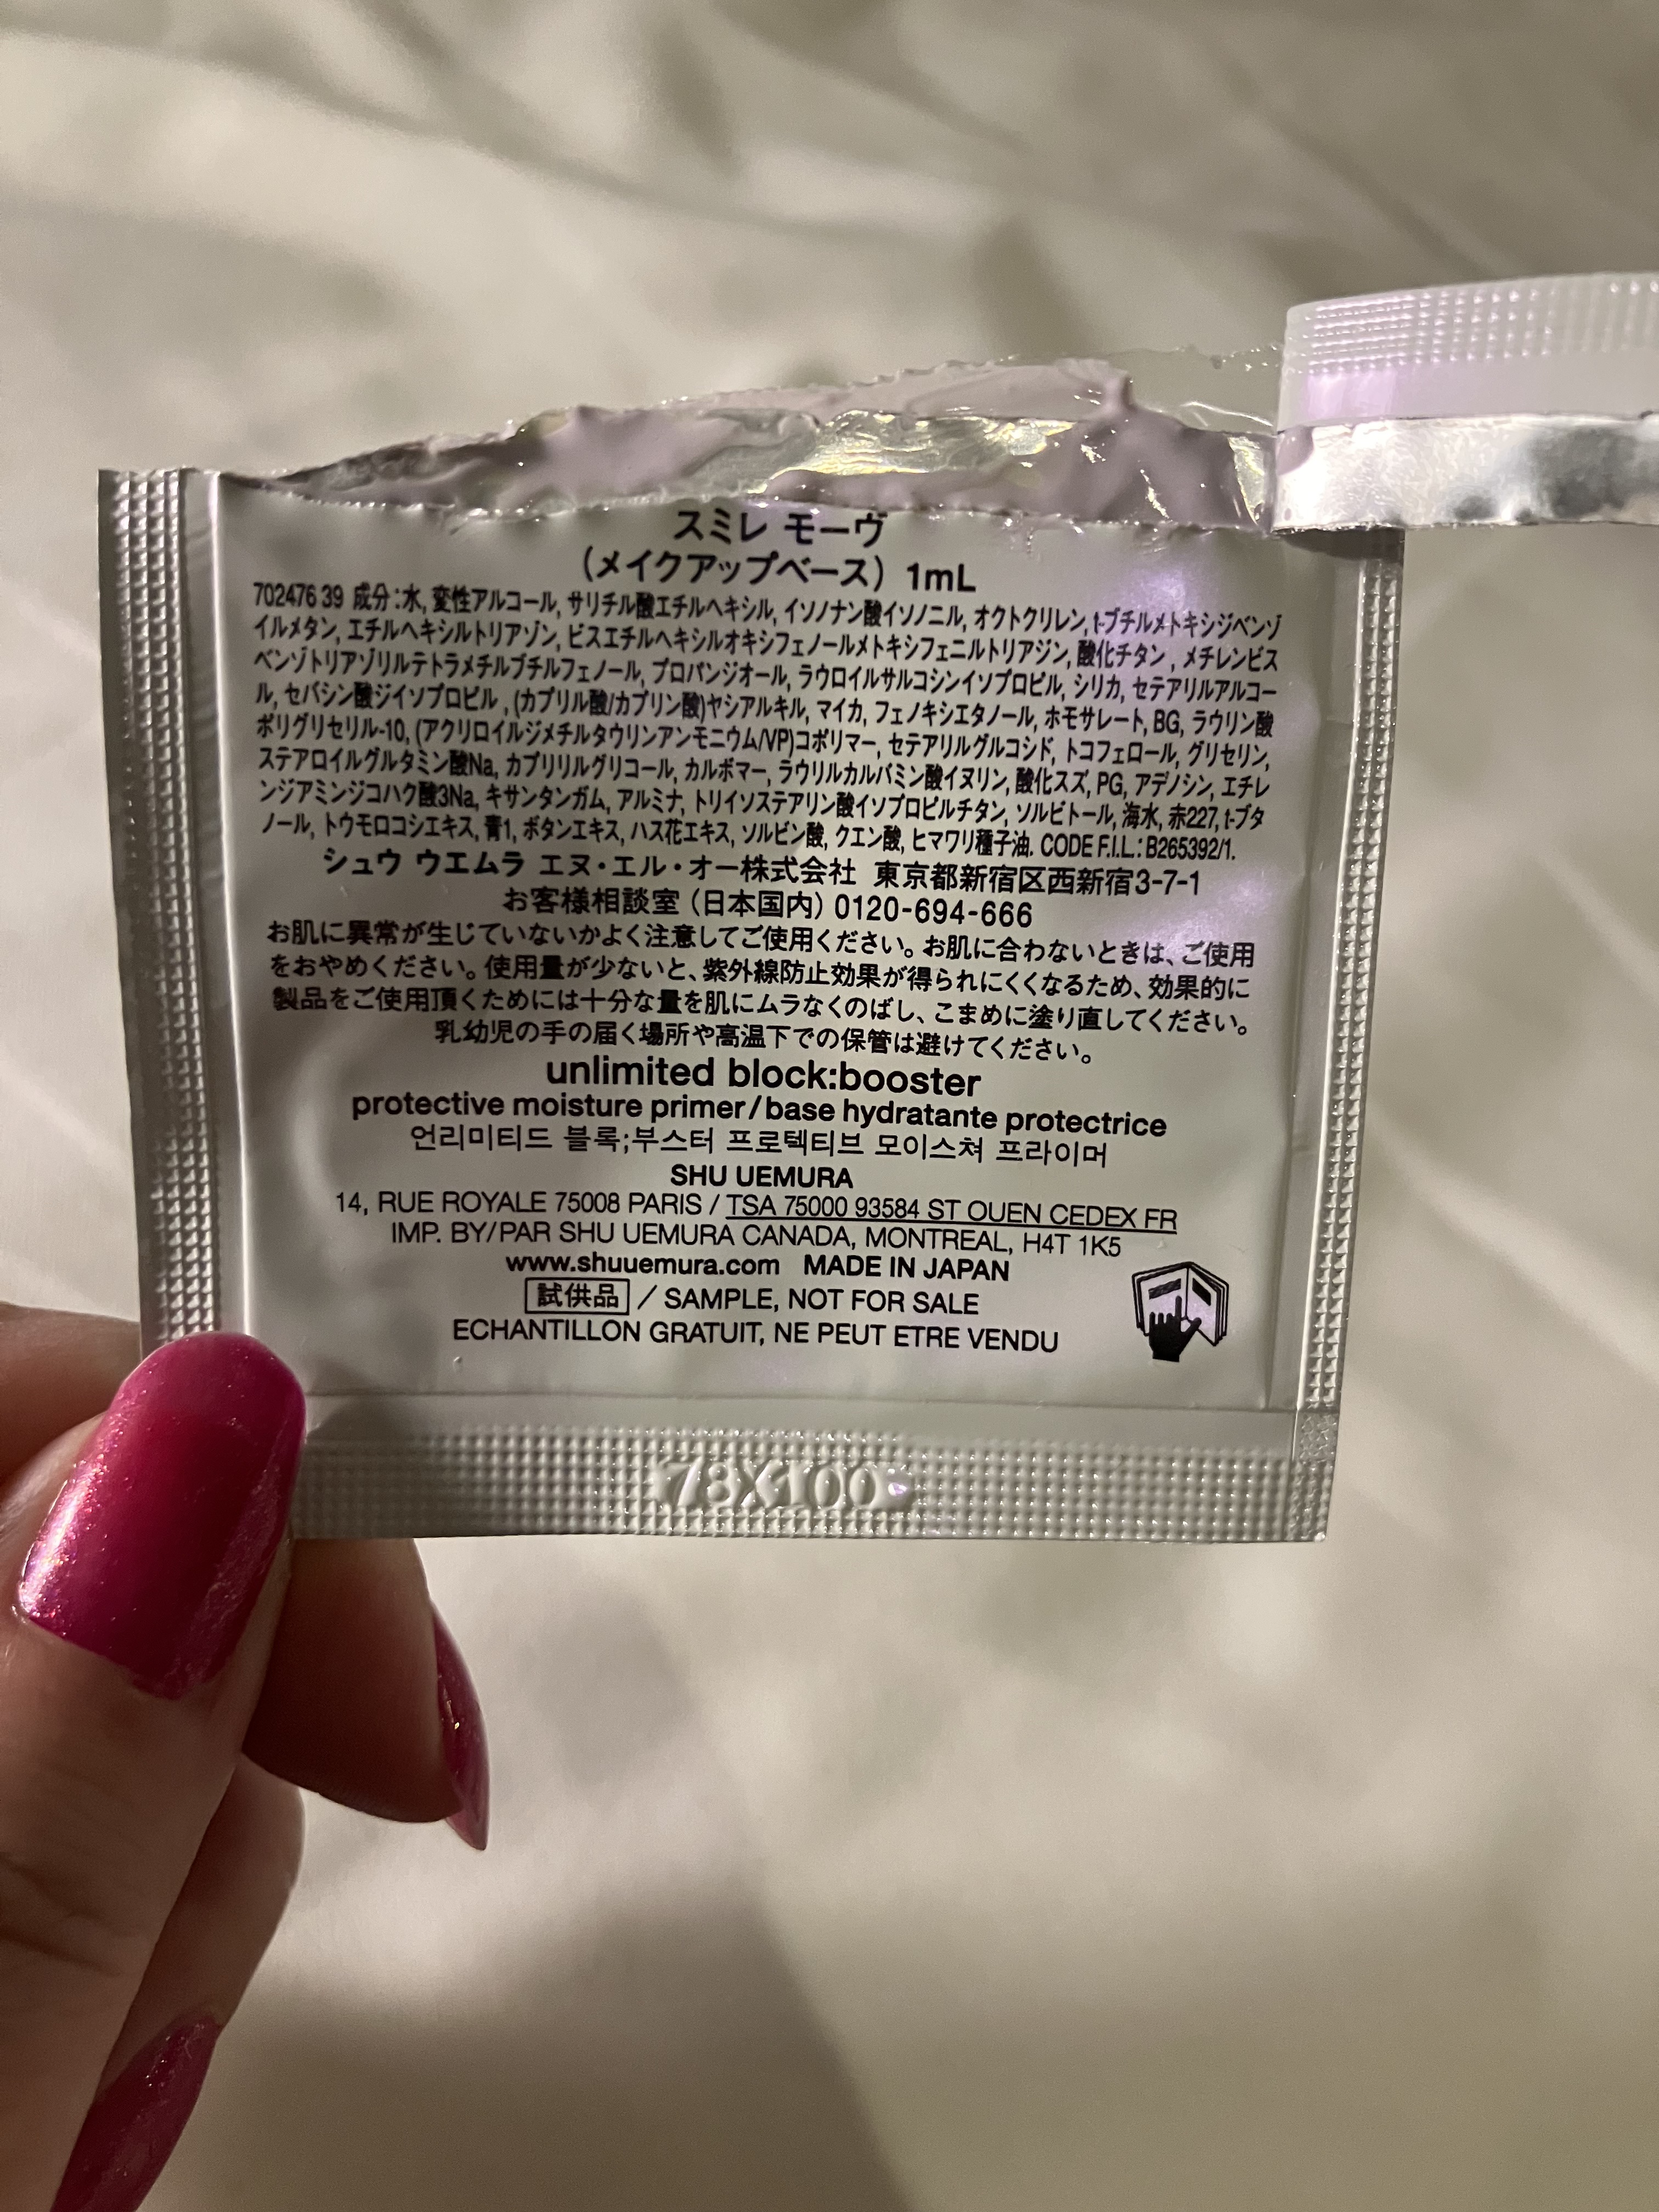 スミレ モーヴ
(メイクアップベース) 1mL
702476 39 成分:水, 変性アルコール, サリチル酸エチルヘキシル, イソノナン酸イソノニル, オクトクリレン, t-ブチルメトキシジベンゾ
イルメタン, エチルヘキシルトリアゾン, ビスエチルヘキシルオキシフェノールメトキシフェニルトリアジン, 酸化チタン, メチレンビス
ベンゾトリアゾリルテトラメチルブチルフェノール, プロパンジオール, ラウロイルサルコシンイソプロピル, シリカ, セテアリルアルコー
ル, セバシン酸ジイソプロピル, (カプリル酸/カプリン酸)ヤシアルキル, マイカ, フェノキシエタノール, ホモサレート, BG, ラウリン酸
ポリグリセリル-10, (アクリロイルジメチルタウリンアンモニウム/VP)コポリマー, セテアリルグルコシド, トコフェロール, グリセリン,
ステアロイルグルタミン酸Na, カプリリルグリコール, カルボマー, ラウリルカルバミン酸イヌリン, 酸化スズ, PG, アデノシン, エチレ
ンジアミンジコハク酸3Na, キサンタンガム, アルミナ, トリイソステアリン酸イソプロピルチタン, ソルビトール, 海水, 赤227, t-ブタ
ノール, トウモロコシエキス, 青1, ボタンエキス, ハス花エキス, ソルビン酸, クエン酸, ヒマワリ種子油. CODE F.I.L.: B265392/1.
シュウ ウエムラ エヌ・エル・オー株式会社 東京都新宿区西新宿3-7-1
お客様相談室 (日本国内) 0120-694-666
お肌に異常が生じていないかよく注意してご使用ください。お肌に合わないときは、ご使用
をおやめください。使用量が少ないと、紫外線防止効果が得られにくくなるため、効果的に
製品をご使用頂くためには十分な量を肌にムラなくのばし、こまめに塗り直してください。
乳幼児の手の届く場所や高温下での保管は避けてください。
unlimited block:booster
protective moisture primer/base hydratante protectrice
언리미티드 블록;부스터 프로텍티브 모이스쳐 프라이머
SHU UEMURA
14, RUE ROYALE 75008 PARIS / TSA 75000 93584 ST OUEN CEDEX FR
IMP. BY/PAR SHU UEMURA CANADA, MONTREAL, H4T 1K5
www.shuuemura.com MADE IN JAPAN
試供品 / SAMPLE, NOT FOR SALE
ECHANTILLON GRATUIT, NE PEUT ETRE VENDU
78X100